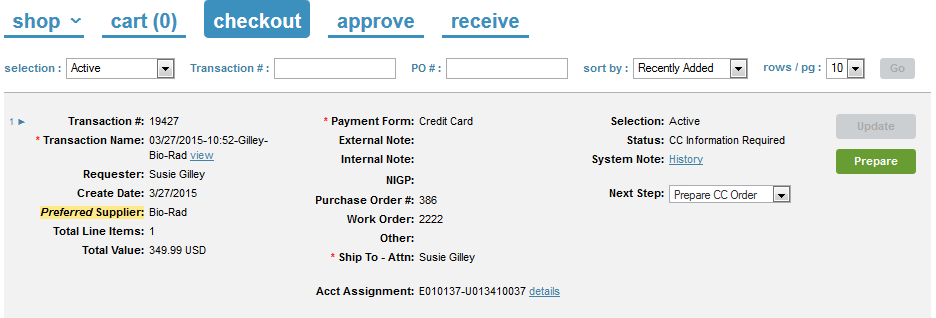 shop cart (0) checkout approve receive
selection : Active Transaction # : PO # : sort by : Recently Added rows / pg : 10 Go
1 Transaction #: 19427
* Transaction Name: 03/27/2015-10:52-Gilley-
Bio-Rad view
Requester: Susie Gilley
Create Date: 3/27/2015
Preferred Supplier: Bio-Rad
Total Line Items: 1
Total Value: 349.99 USD
* Payment Form: Credit Card
External Note:
Internal Note:
NIGP:
Purchase Order #: 386
Work Order: 2222
Other:
* Ship To - Attn: Susie Gilley
Acct Assignment: E010137-U013410037 details
Selection: Active
Status: CC Information Required
System Note: History
Next Step: Prepare CC Order
Update
Prepare